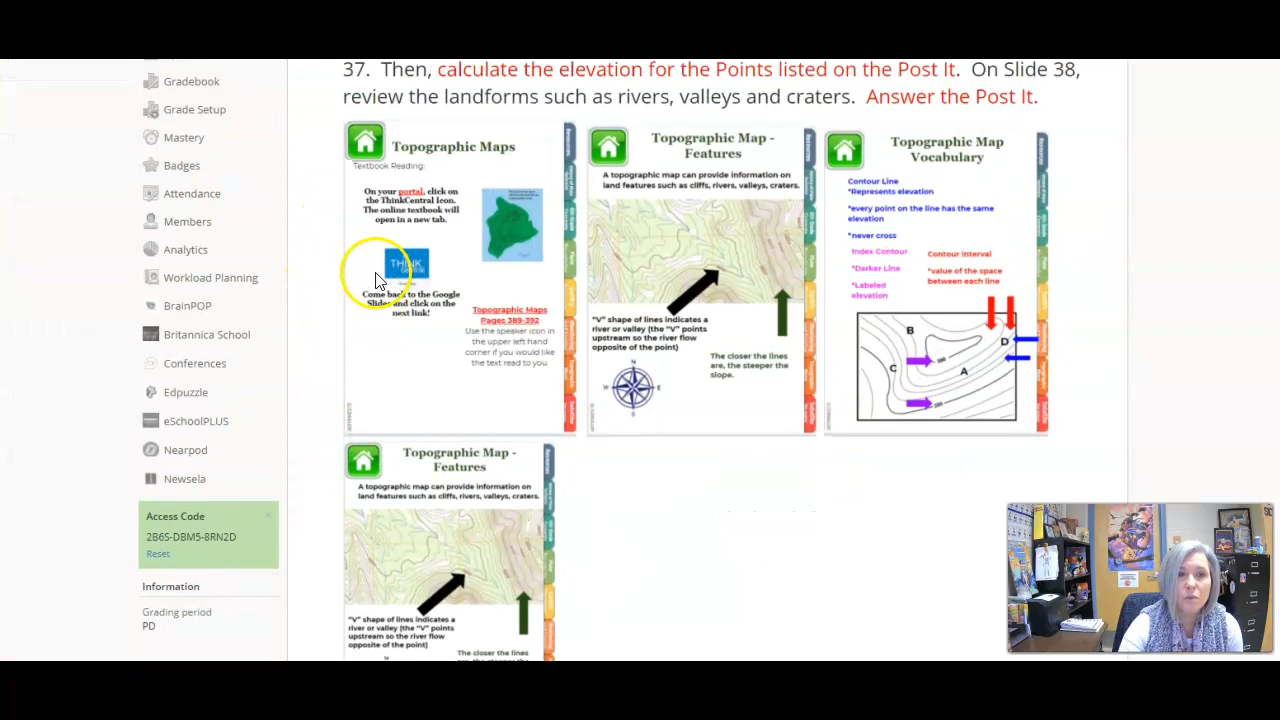 37. Then, calculate the elevation for the Points listed on the Post It. On Slide 38,
review the landforms such as rivers, valleys and craters. Answer the Post It.
Gradebook
Grade Setup
Mastery
Badges
Attendance
Members
Analytics
Workload Planning
BrainPOP
Britannica School
Conferences
Edpuzzle
eSchoolPLUS
Nearpod
Newsela
Access Code
2B6S-DBM5-8RN2D
Reset
Information
Grading period
PD
Topographic Maps
Textbook Reading:
On your portal, click on
the ThinkCentral Icon.
The online textbook will
open in a new tab.
THINK
Come back to the Google
Slides and click on the
next link!
Topographic Maps
Pages 389-392
Use the speaker icon in
the upper left hand
corner if you would like
the text read to you.
Topographic Map -
Features
A topographic map can provide information on
land features such as cliffs, rivers, valleys, craters.
"V" shape of lines indicates a
river or valley (the "V" points
upstream so the river flow
opposite of the point)
The closer the lines
are, the steeper the
slope.
N
W
E
S
Topographic Map
Vocabulary
Contour Line
*Represents elevation
*every point on the line has the same
elevation
*never cross
Index Contour
*Darker Line
*Labeled
elevation
Contour Interval
*value of the space
between each line
B
D
C
A
Topographic Map -
Features
A topographic map can provide information on
land features such as cliffs, rivers, valleys, craters.
"V" shape of lines indicates a
river or valley (the "V" points
upstream so the river flow
opposite of the point)
N
The closer the lines